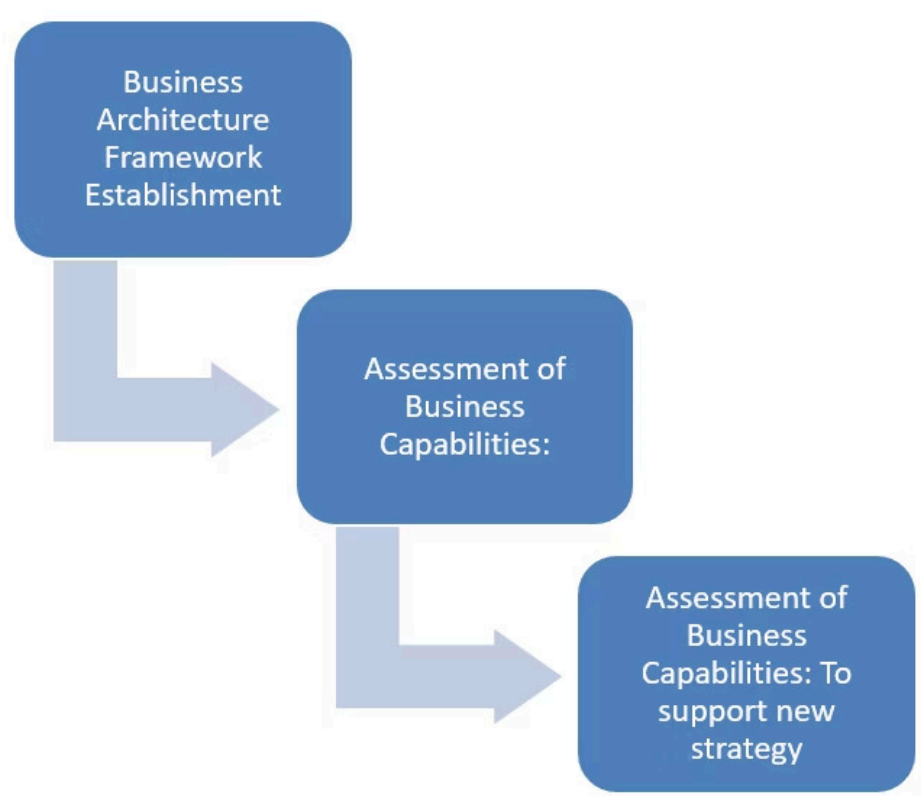 Business
Architecture
Framework
Establishment
Assessment of
Business
Capabilities:
Assessment of
Business
Capabilities: To
support new
strategy